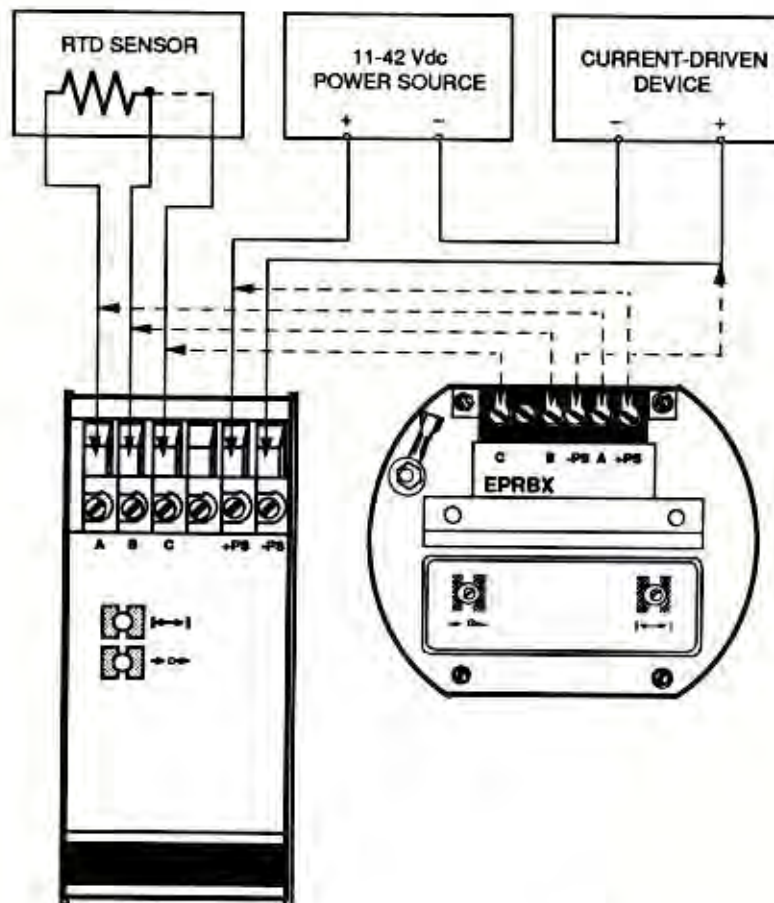 RTD SENSOR
11-42 Vdc
POWER SOURCE
+ −
CURRENT-DRIVEN
DEVICE
− +
C B -PS A +PS
EPRBX
A B C +PS -PS